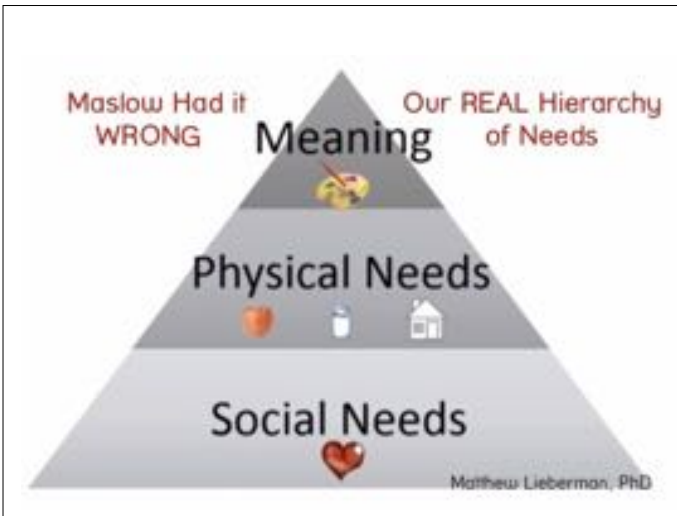 Maslow Had it
WRONG
Our REAL Hierarchy
of Needs
Meaning
Physical Needs
Social Needs
Matthew Lieberman, PhD